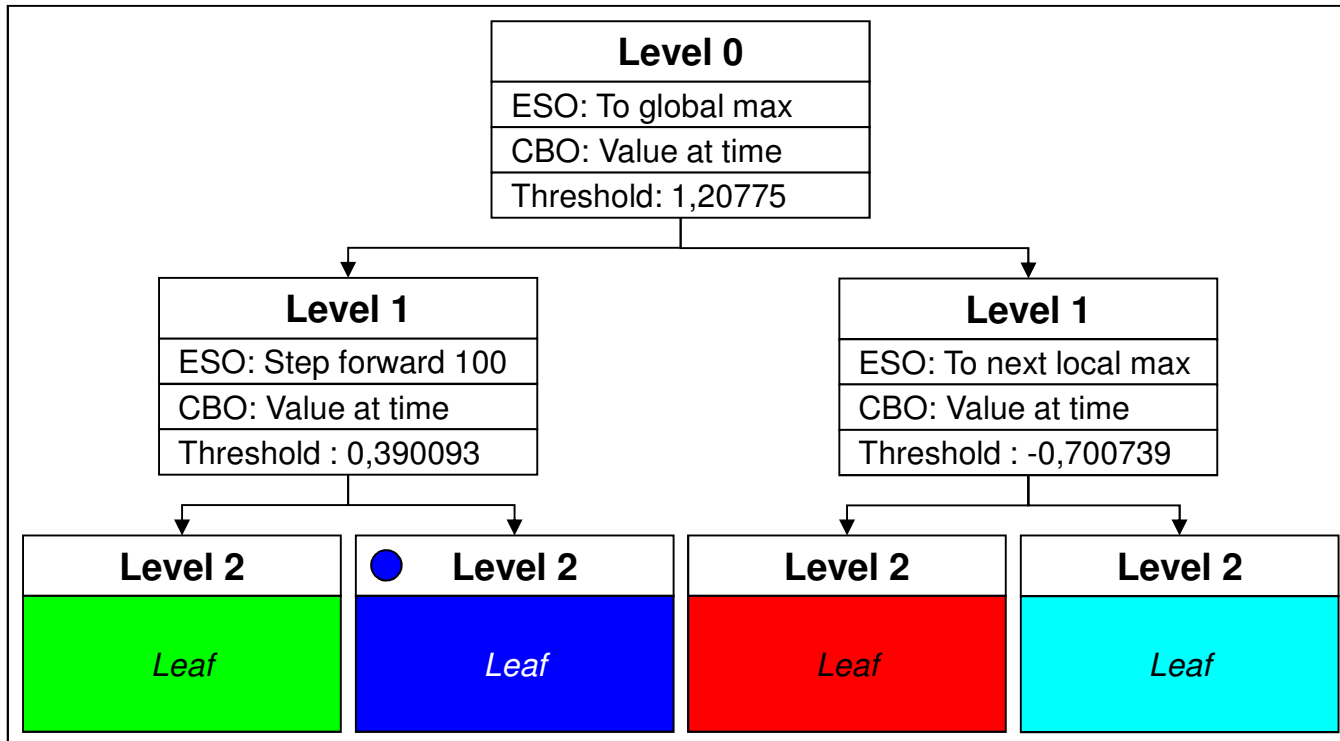 Level 0
ESO: To global max
CBO: Value at time
Threshold: 1,20775
Level 1
ESO: Step forward 100
CBO: Value at time
Threshold : 0,390093
Level 1
ESO: To next local max
CBO: Value at time
Threshold : -0,700739
Level 2
Leaf
Level 2
Leaf
Level 2
Leaf
Level 2
Leaf